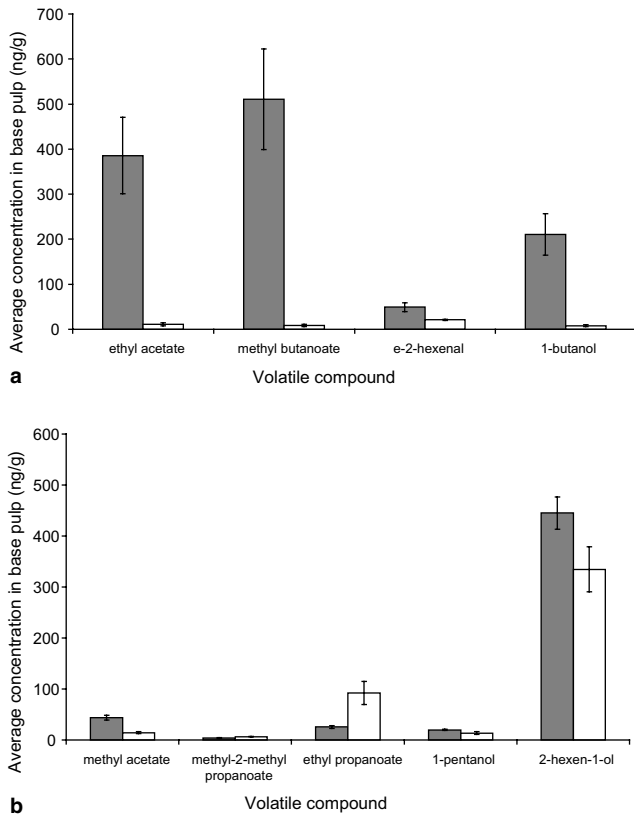 Average concentration in base pulp (ng/g)
700
600
500
400
300
200
100
0
ethyl acetate methyl butanoate e-2-hexenal 1-butanol
a
Volatile compound
Average concentration in base pulp (ng/g)
600
500
400
300
200
100
0
methyl acetate methyl-2-methyl propanoate ethyl propanoate 1-pentanol 2-hexen-1-ol
b
Volatile compound